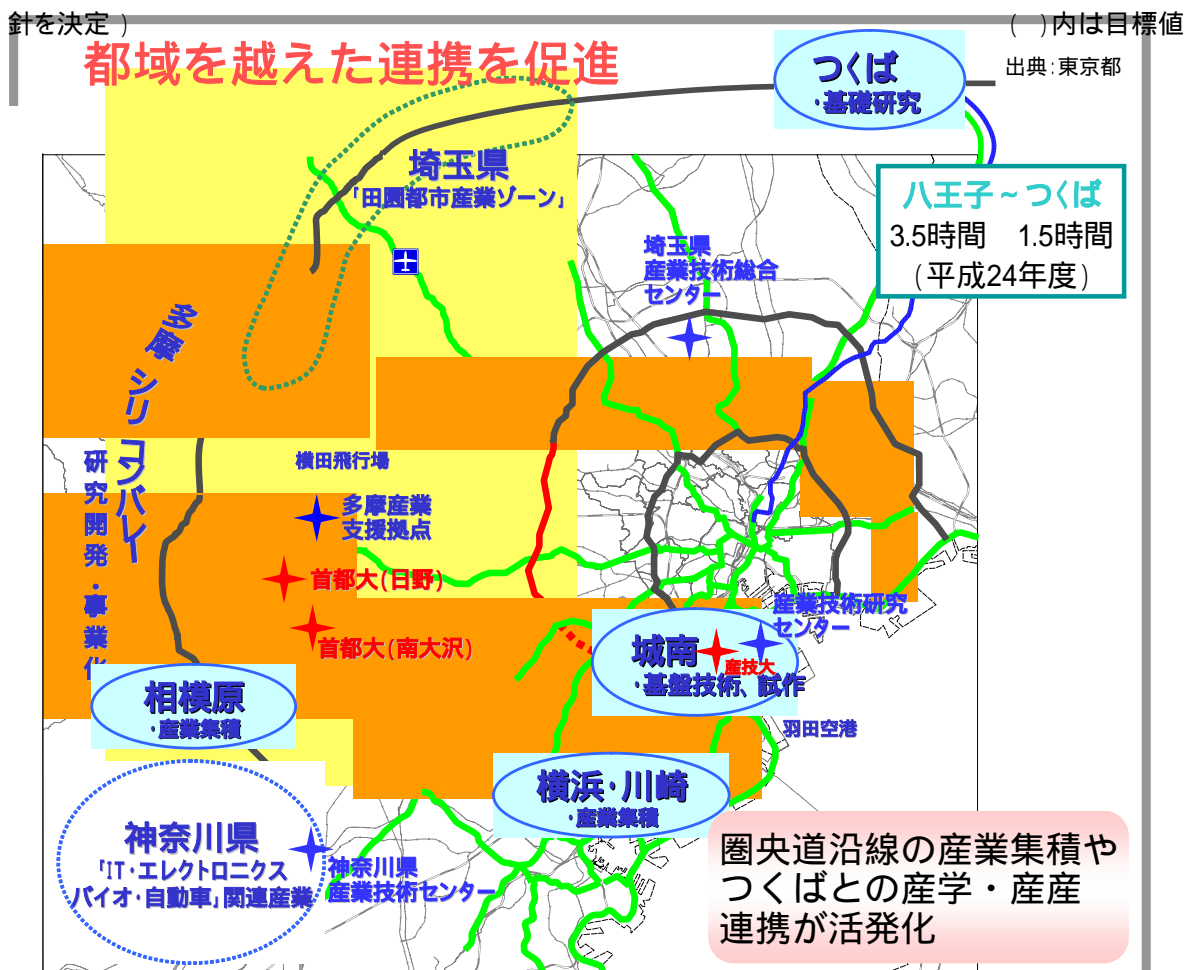 針を決定 )
(　)内は目標値
都域を越えた連携を促進
出典:東京都
つくば
・基礎研究
埼玉県
「田園都市産業ゾーン」
八王子～つくば
3.5時間　1.5時間
(平成24年度)
埼玉県
産業技術総合
センター
多摩シリコンバレー
研究開発・事業化
横田飛行場
多摩産業
支援拠点
首都大(日野)
首都大(南大沢)
産業技術研究
センター
城南
産技大
・基盤技術、試作
相模原
・産業集積
羽田空港
横浜・川崎
・産業集積
神奈川県
「IT・エレクトロニクス
バイオ・自動車」関連産業
神奈川県
産業技術センター
圏央道沿線の産業集積や
つくばとの産学・産産
連携が活発化